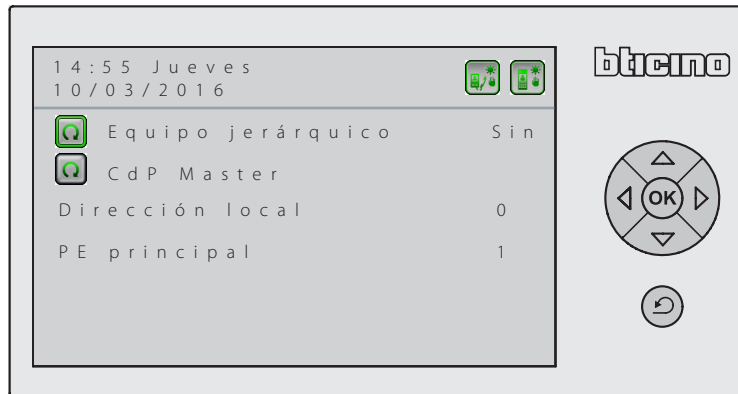 14:55 Jueves
10/03/2016
bticino
Equipo jerárquico Sin
CdP Master
Dirección local 0
PE principal 1
OK